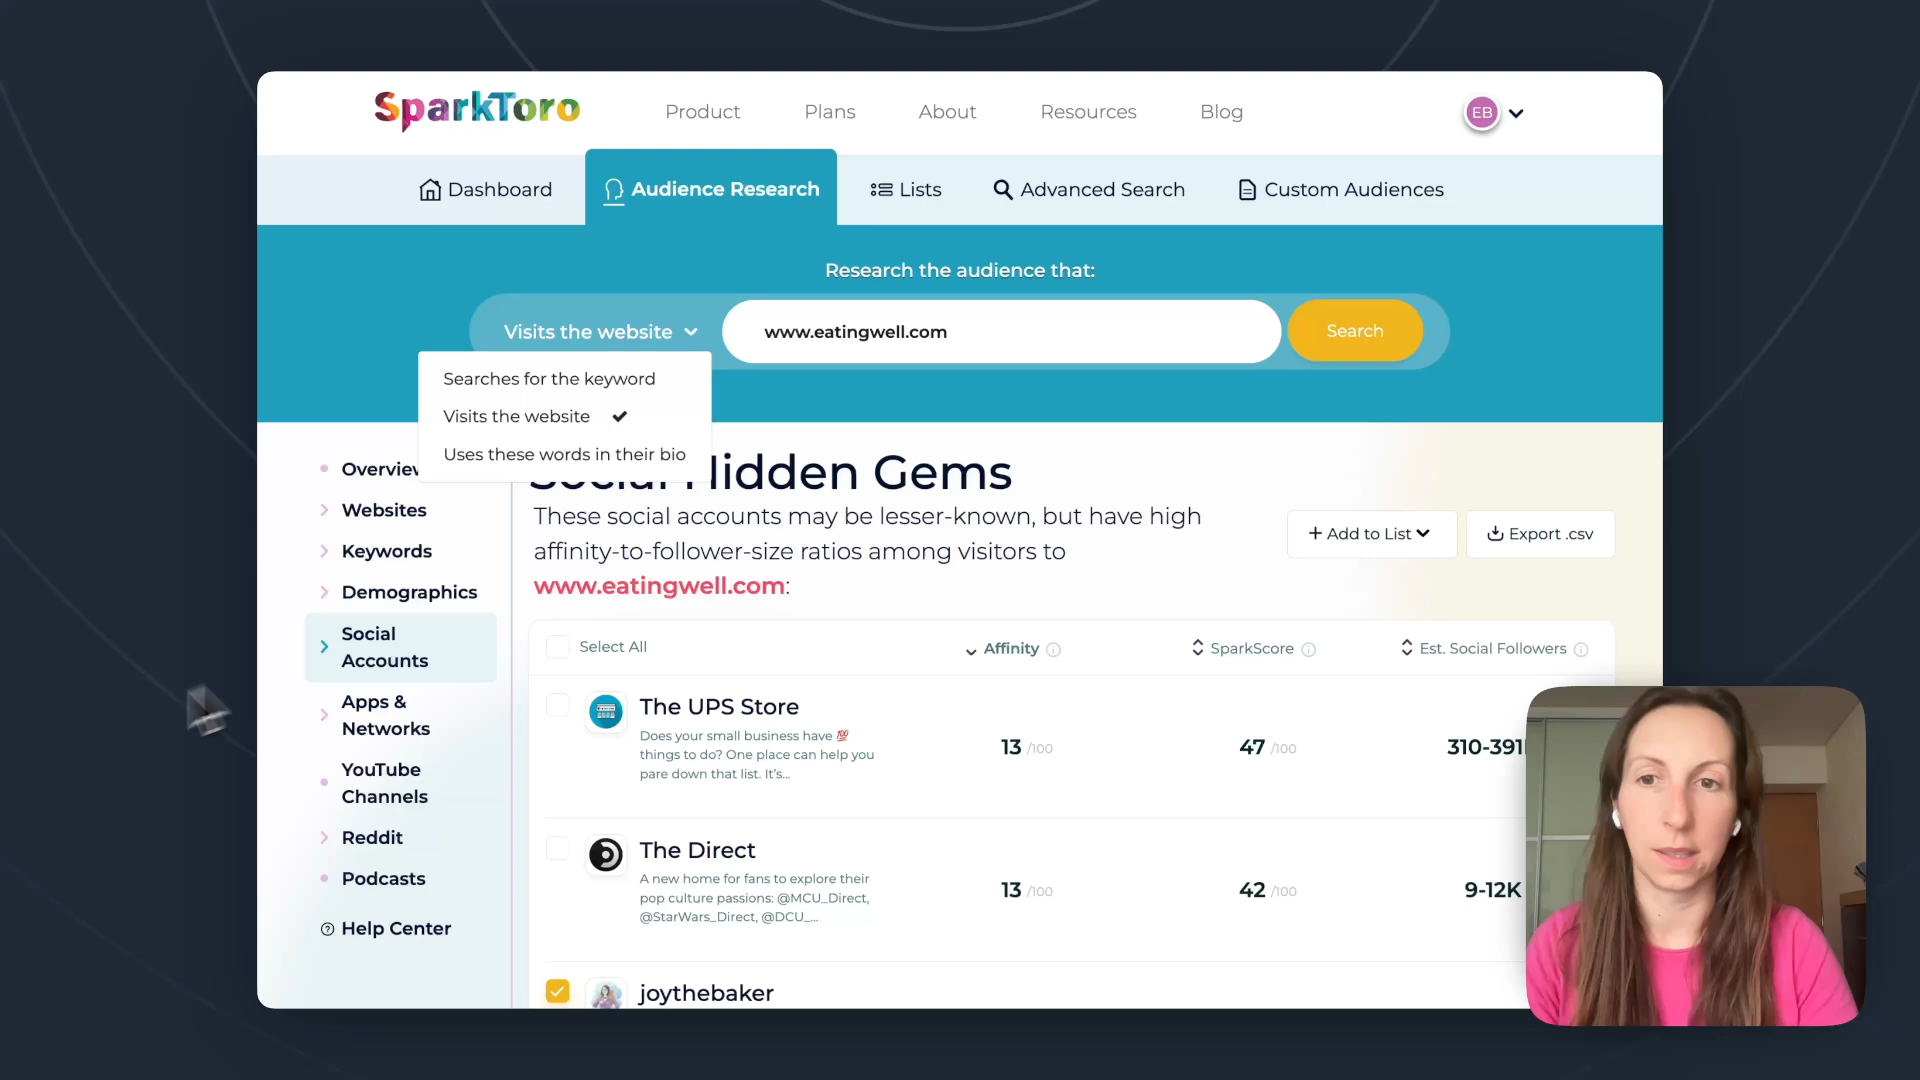 SparkToro
Product
Plans
About
Resources
Blog
EB
Dashboard
Audience Research
Lists
Advanced Search
Custom Audiences
Research the audience that:
Visits the website
www.eatingwell.com
Search
Searches for the keyword
Visits the website
Uses these words in their bio
Overview
Websites
Keywords
Demographics
Social
Accounts
Apps &
Networks
YouTube
Channels
Reddit
Podcasts
Help Center
Social Hidden Gems
These social accounts may be lesser-known, but have high
affinity-to-follower-size ratios among visitors to
www.eatingwell.com:
+ Add to List
Export .csv
Select All
Affinity
SparkScore
Est. Social Followers
The UPS Store
Does your small business have 💯
things to do? One place can help you
pare down that list. It's...
13 /100
47 /100
310-391
The Direct
A new home for fans to explore their
pop culture passions: @MCU_Direct,
@StarWars_Direct, @DCU_...
13 /100
42 /100
9-12K
joythebaker